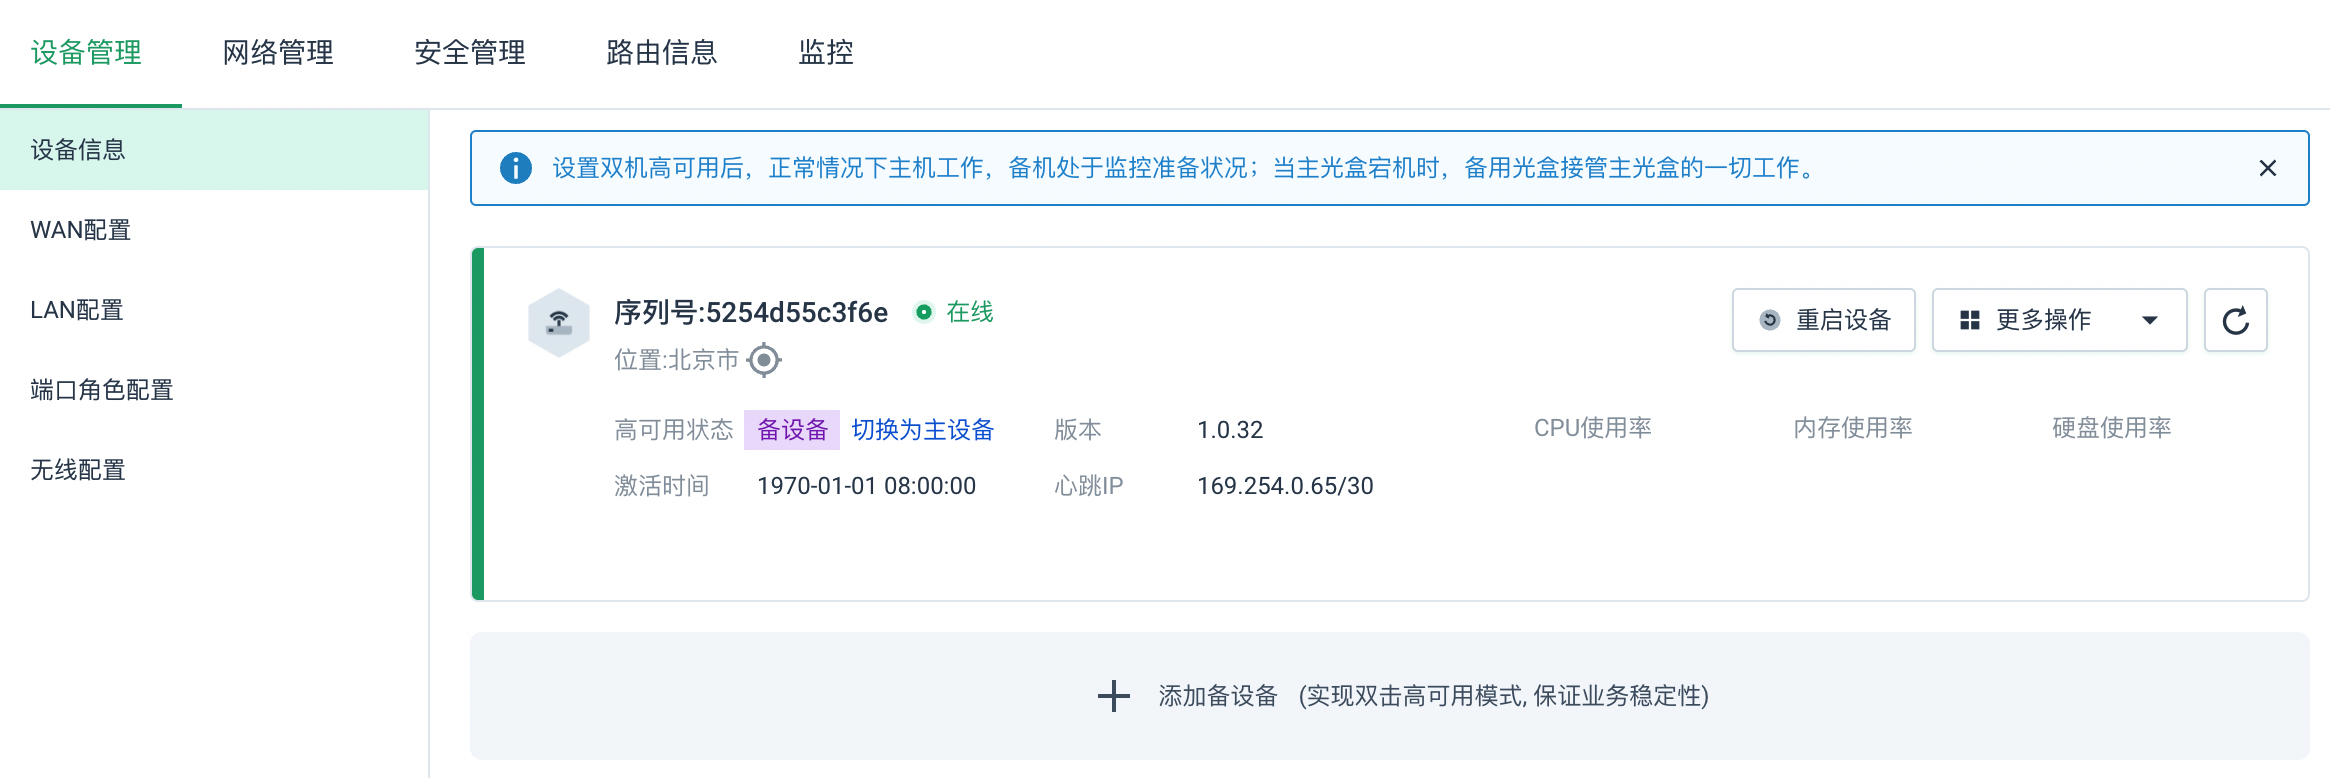 设备管理 网络管理 安全管理 路由信息 监控
设备信息
WAN配置
LAN配置
端口角色配置
无线配置
设置双机高可用后，正常情况下主机工作，备机处于监控准备状况；当主光盒宕机时，备用光盒接管主光盒的一切工作。
序列号:5254d55c3f6e 在线
位置:北京市
重启设备 更多操作
高可用状态 备设备 切换为主设备 版本 1.0.32 CPU使用率 内存使用率 硬盘使用率
激活时间 1970-01-01 08:00:00 心跳IP 169.254.0.65/30
添加备设备 (实现双击高可用模式, 保证业务稳定性)